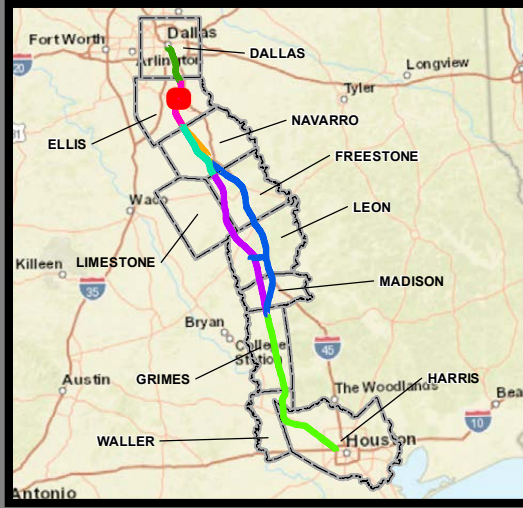 Fort Worth
Dallas
DALLAS
Arlington
Longview
20
Tyler
NAVARRO
ELLIS
FREESTONE
Waco
LEON
LIMESTONE
Killeen
35
MADISON
Bryan
College
Station
45
GRIMES
Austin
The Woodlands
HARRIS
Bea
10
WALLER
Houston
Antonio